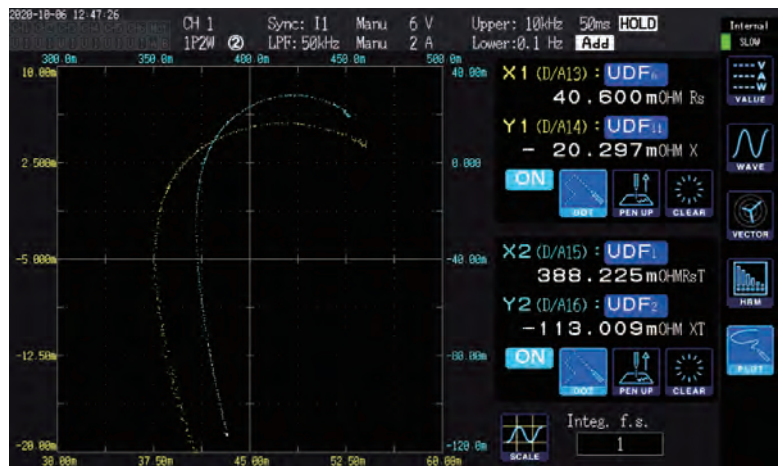 2020-10-06 12:47:26
CH 1 Sync: I1 Manu 6 V Upper: 10kHz 50ms HOLD Internal
1P2W ② LPF: 50kHz Manu 2 A Lower:0.1 Hz Add SLOW
300.0m 350.0m 400.0m 450.0m 500.0m
10.00m 40.00m
2.500m 0.000
-5.000m -40.00m
-12.50m -80.00m
-20.00m -120.0m
30.00m 37.50m 45.00m 52.50m 60.00m
X1 (D/A13) : UDF6
40.600mOHM Rs
Y1 (D/A14) : UDF11
- 20.297mOHM X
ON DOT PEN UP CLEAR
X2 (D/A15) : UDF1
388.225mOHMRsT
Y2 (D/A16) : UDF2
-113.009mOHM XT
ON DOT PEN UP CLEAR
SCALE Integ. f.s.
1
V
A
W
VALUE
WAVE
VECTOR
HRM
PLOT